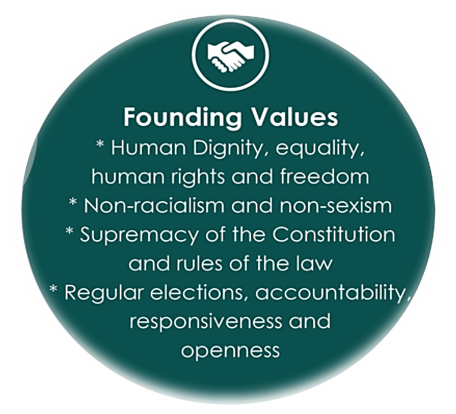 Founding Values
* Human Dignity, equality,
human rights and freedom
* Non-racialism and non-sexism
* Supremacy of the Constitution
and rules of the law
* Regular elections, accountability,
responsiveness and
openness